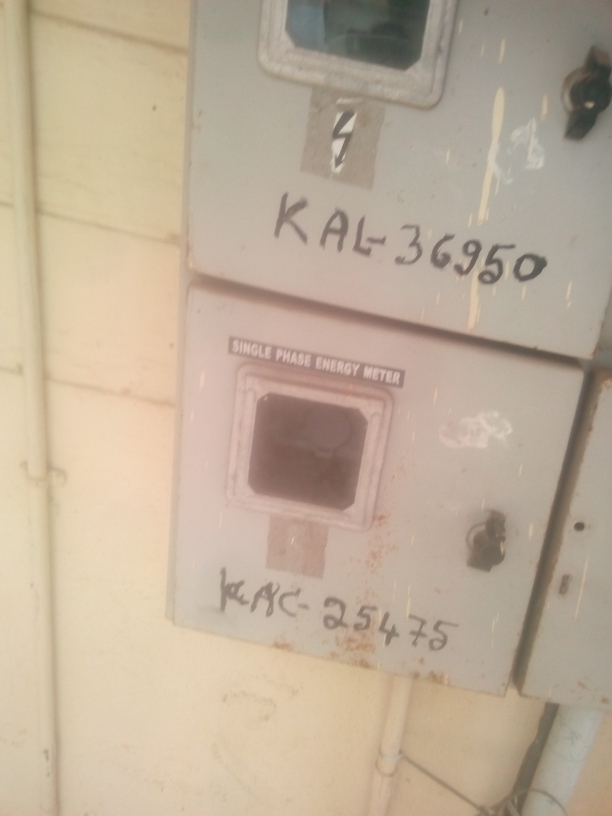 KAL-36950
SINGLE PHASE ENERGY METER
KAC-25475